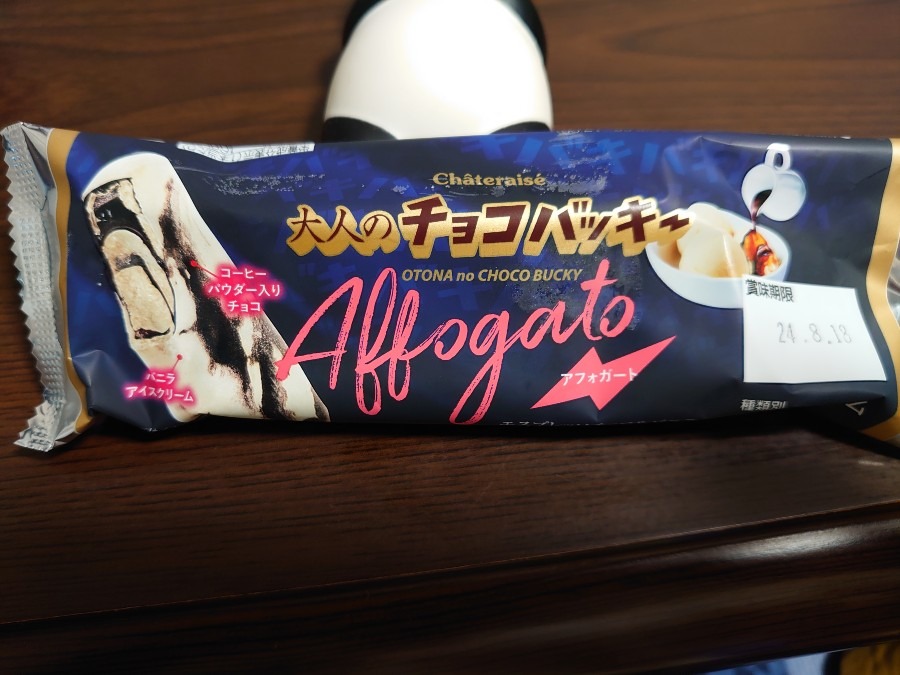 Châteraisé
大人のチョコバッキー
OTONA no CHOCO BUCKY
Affogato
アフォガート
コーヒー
パウダー入り
チョコ
バニラ
アイスクリーム
賞味期限
24.8.18
種類別